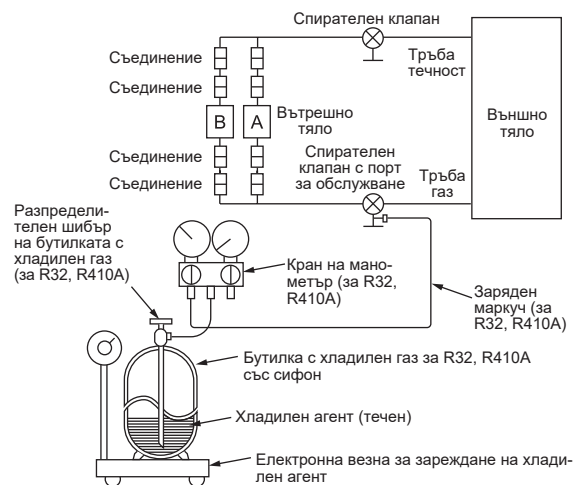 Спирателен клапан
Съединение
Тръба
течност
Съединение
Външно
тяло
B
A
Вътрешно
тяло
Съединение
Спирателен
клапан с порт
за обслужване
Тръба
газ
Съединение
Разпредели-
телен шибър
на бутилката с
хладилен газ
(за R32, R410A)
Кран на мано-
метър (за R32,
R410A)
Заряден
маркуч (за
R32, R410A)
Бутилка с хладилен газ за R32, R410A
със сифон
Хладилен агент (течен)
Електронна везна за зареждане на хлади-
лен агент